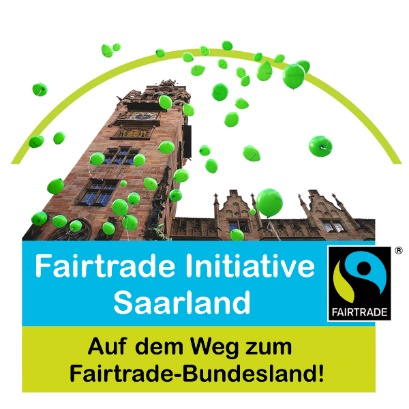 Fairtrade Initiative
Saarland
®
FAIRTRADE
Auf dem Weg zum
Fairtrade-Bundesland!